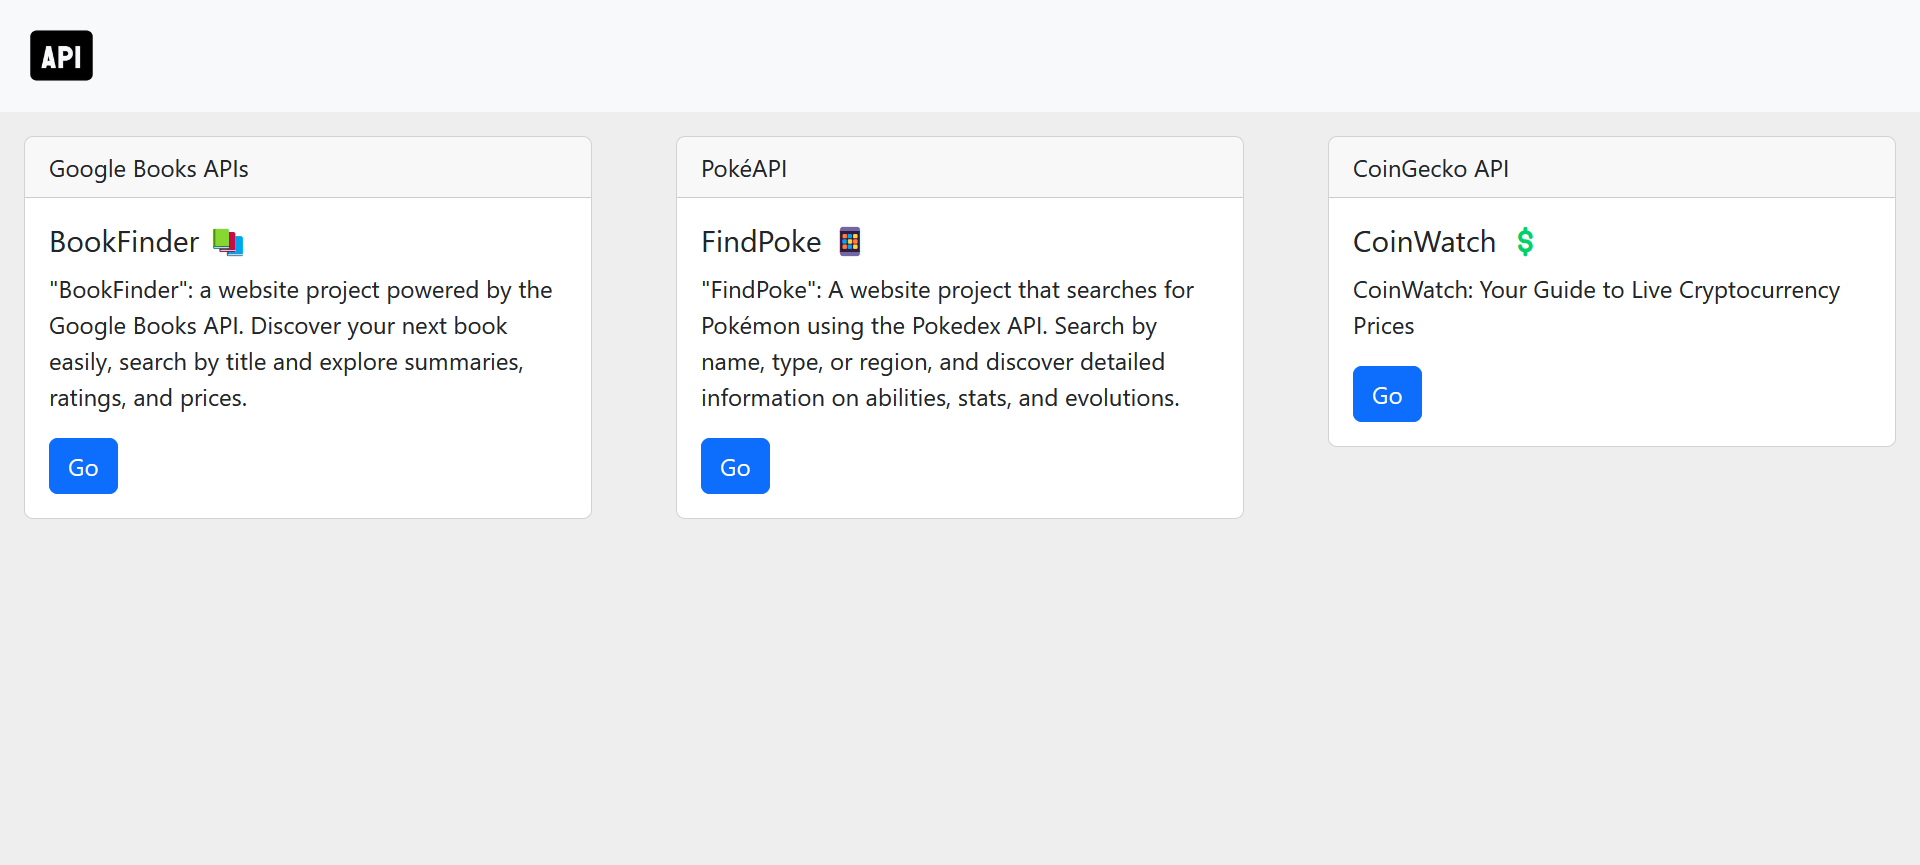 API
Google Books APIs
BookFinder
"BookFinder": a website project powered by the
Google Books API. Discover your next book
easily, search by title and explore summaries,
ratings, and prices.
Go
PokéAPI
FindPoke
"FindPoke": A website project that searches for
Pokémon using the Pokedex API. Search by
name, type, or region, and discover detailed
information on abilities, stats, and evolutions.
Go
CoinGecko API
CoinWatch $
CoinWatch: Your Guide to Live Cryptocurrency
Prices
Go